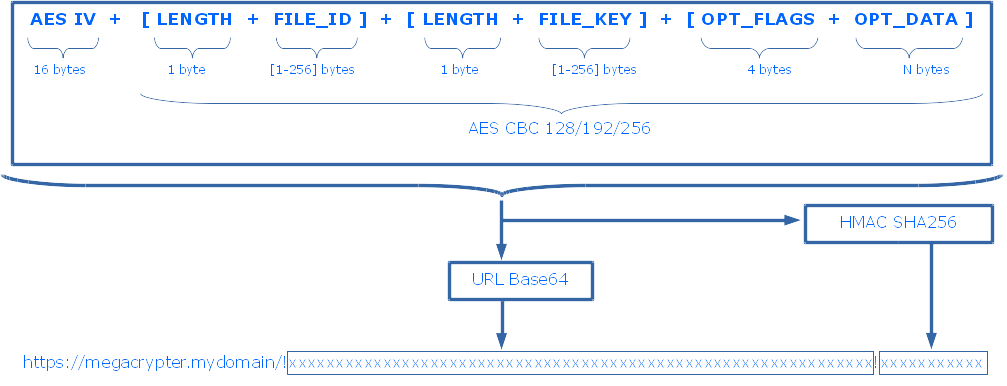 AES IV + [ LENGTH + FILE_ID ] + [ LENGTH + FILE_KEY ] + [ OPT_FLAGS + OPT_DATA ]
16 bytes 1 byte [1-256] bytes 1 byte [1-256] bytes 4 bytes N bytes
AES CBC 128/192/256
HMAC SHA256
URL Base64
https://megacrypter.mydomain/!xxxxxxxxxxxxxxxxxxxxxxxxxxxxxxxxxxxxxxxxxxxxxxxxxxxxxxxxxxxxxxxxxxxxxxxxxx!xxxxxxxxxxx